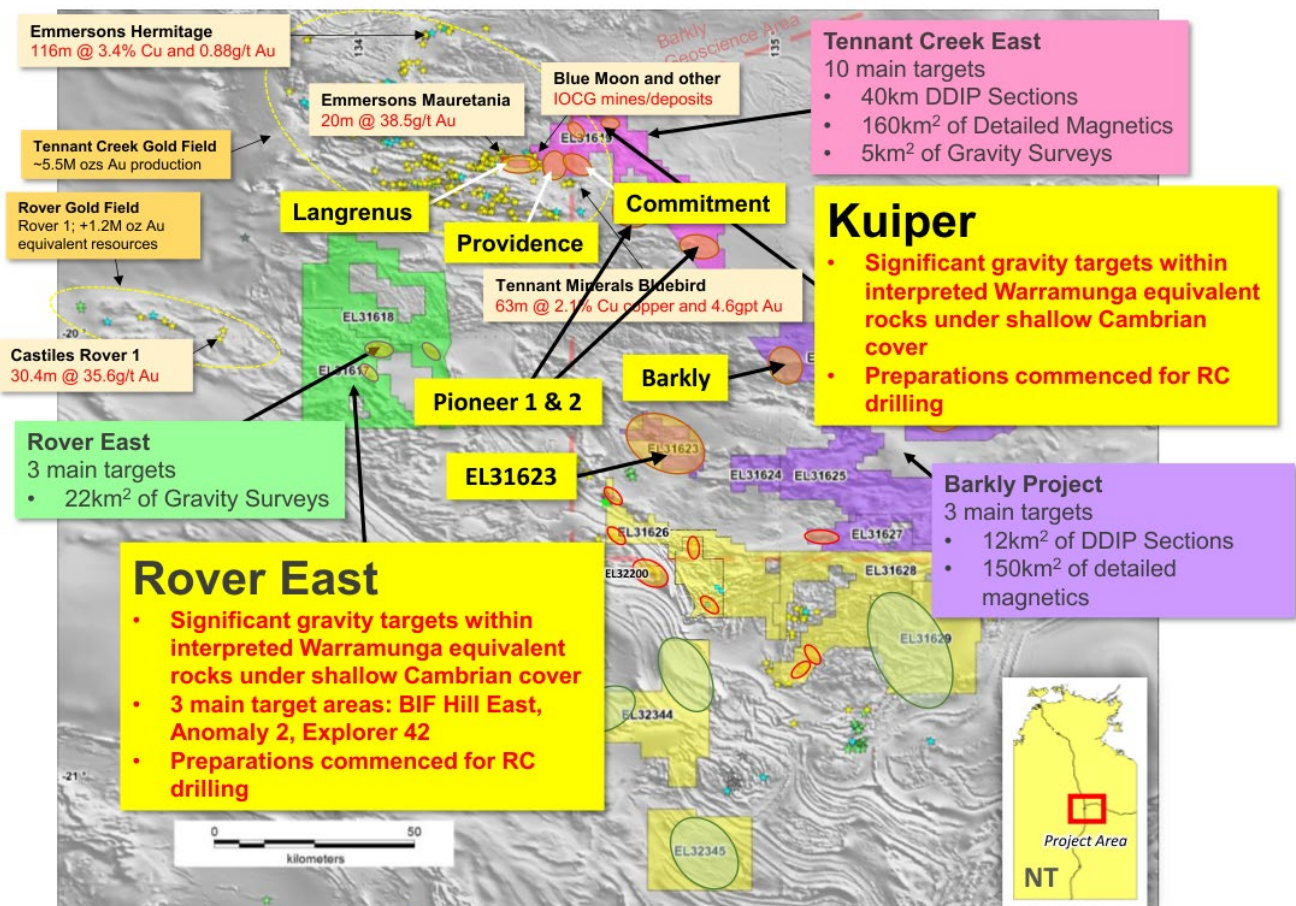 Emmersons Hermitage
116m @ 3.4% Cu and 0.88g/t Au
134
Barkly
Geoscience Area
135
Tennant Creek East
10 main targets
• 40km DDIP Sections
• 160km² of Detailed Magnetics
• 5km² of Gravity Surveys
Blue Moon and other
IOCG mines/deposits
Emmersons Mauretania
20m @ 38.5g/t Au
EL31619
Tennant Creek Gold Field
~5.5M ozs Au production
Rover Gold Field
Rover 1; +1.2M oz Au
equivalent resources
Langrenus
Commitment
Providence
Kuiper
• Significant gravity targets within
interpreted Warramunga equivalent
rocks under shallow Cambrian
cover
• Preparations commenced for RC
drilling
Tennant Minerals Bluebird
63m @ 2.1% Cu copper and 4.6gpt Au
EL31618
-20 °
Castiles Rover 1
30.4m @ 35.6g/t Au
EL31617
Barkly
Pioneer 1 & 2
Rover East
3 main targets
• 22km² of Gravity Surveys
EL31623
EL31623
EL31624
EL31625
Barkly Project
3 main targets
• 12km² of DDIP Sections
• 150km² of detailed
magnetics
EL31626
EL31627
EL32200
EL31628
Rover East
• Significant gravity targets within
interpreted Warramunga equivalent
rocks under shallow Cambrian cover
• 3 main target areas: BIF Hill East,
Anomaly 2, Explorer 42
• Preparations commenced for RC
drilling
EL31629
EL32344
-21 °
0 50
kilometers
EL32345
Project Area
NT